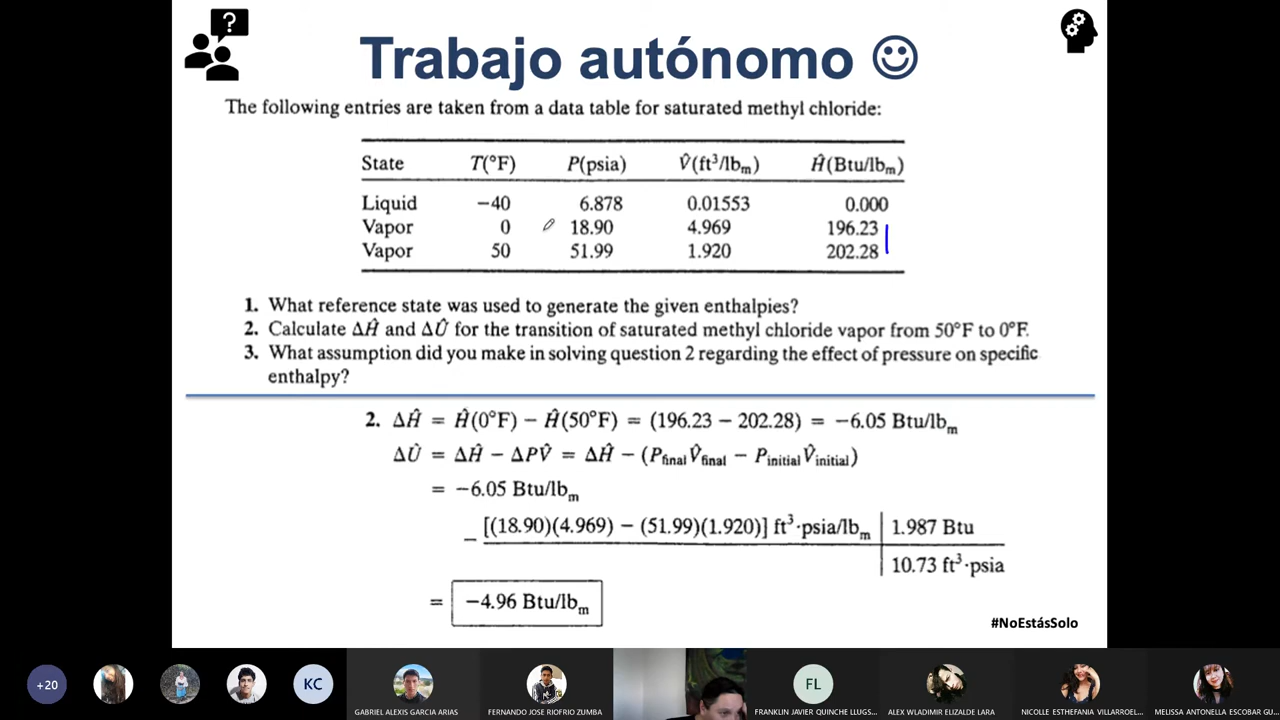 Trabajo autónomo
The following entries are taken from a data table for saturated methyl chloride:
State T(°F) P(psia) V̂(ft³/lbₘ) Ĥ(Btu/lbₘ)
Liquid −40 6.878 0.01553 0.000
Vapor 0 18.90 4.969 196.23
Vapor 50 51.99 1.920 202.28
1. What reference state was used to generate the given enthalpies?
2. Calculate ΔĤ and ΔÛ for the transition of saturated methyl chloride vapor from 50°F to 0°F.
3. What assumption did you make in solving question 2 regarding the effect of pressure on specific
enthalpy?
2. ΔĤ = Ĥ(0°F) − Ĥ(50°F) = (196.23 − 202.28) = −6.05 Btu/lbₘ
ΔÛ = ΔĤ − ΔPV̂ = ΔĤ − (Pfinal V̂final − Pinitial V̂initial)
= −6.05 Btu/lbₘ
− [(18.90)(4.969) − (51.99)(1.920)] ft³·psia/lbₘ | 1.987 Btu
10.73 ft³·psia
= −4.96 Btu/lbₘ
#NoEstásSolo
+20
KC
FL
GABRIEL ALEXIS GARCIA ARIAS
FERNANDO JOSE RIOFRIO ZUMBA
FRANKLIN JAVIER QUINCHE LLUGS...
ALEX WLADIMIR ELIZALDE LARA
NICOLLE ESTHEFANIA VILLARROEL...
MELISSA ANTONELLA ESCOBAR GU...